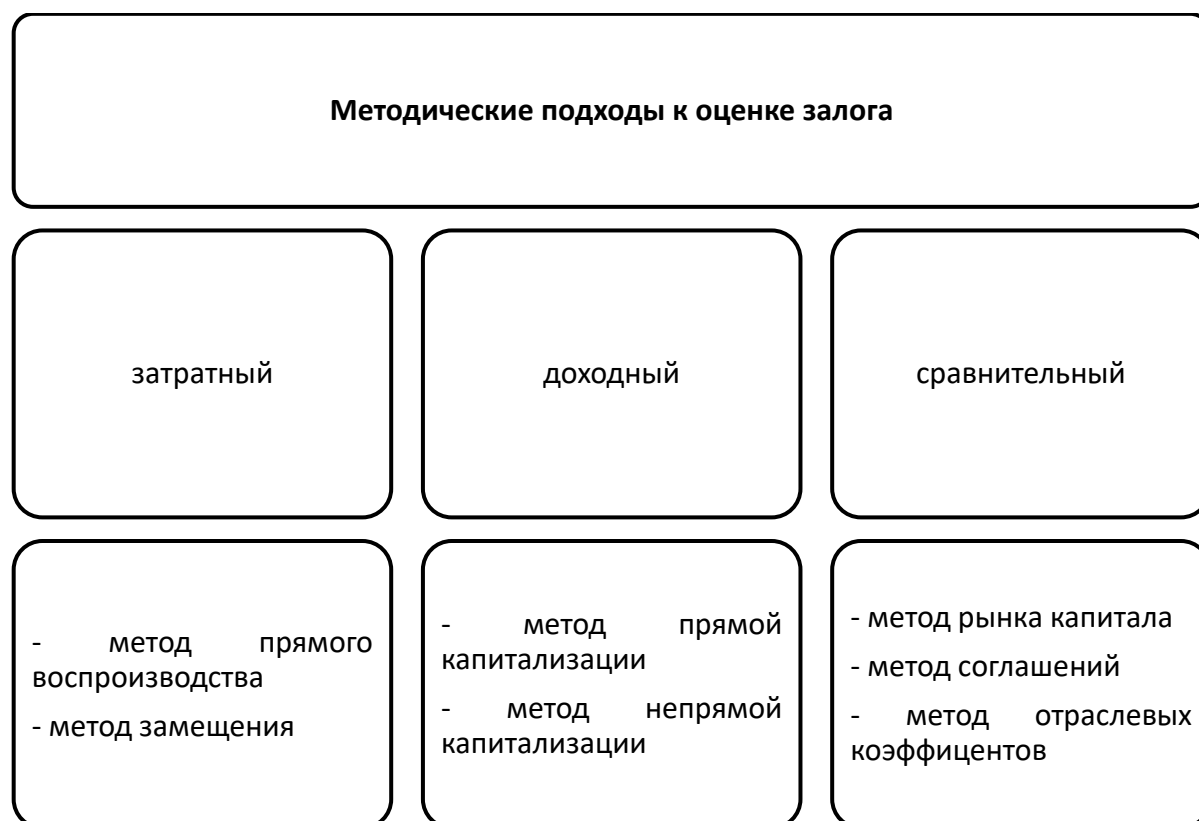 Методические подходы к оценке залога
затратный
доходный
сравнительный
- метод прямого
воспроизводства
- метод замещения
- метод прямой
капитализации
- метод непрямой
капитализации
- метод рынка капитала
- метод соглашений
- метод отраслевых
коэффицентов